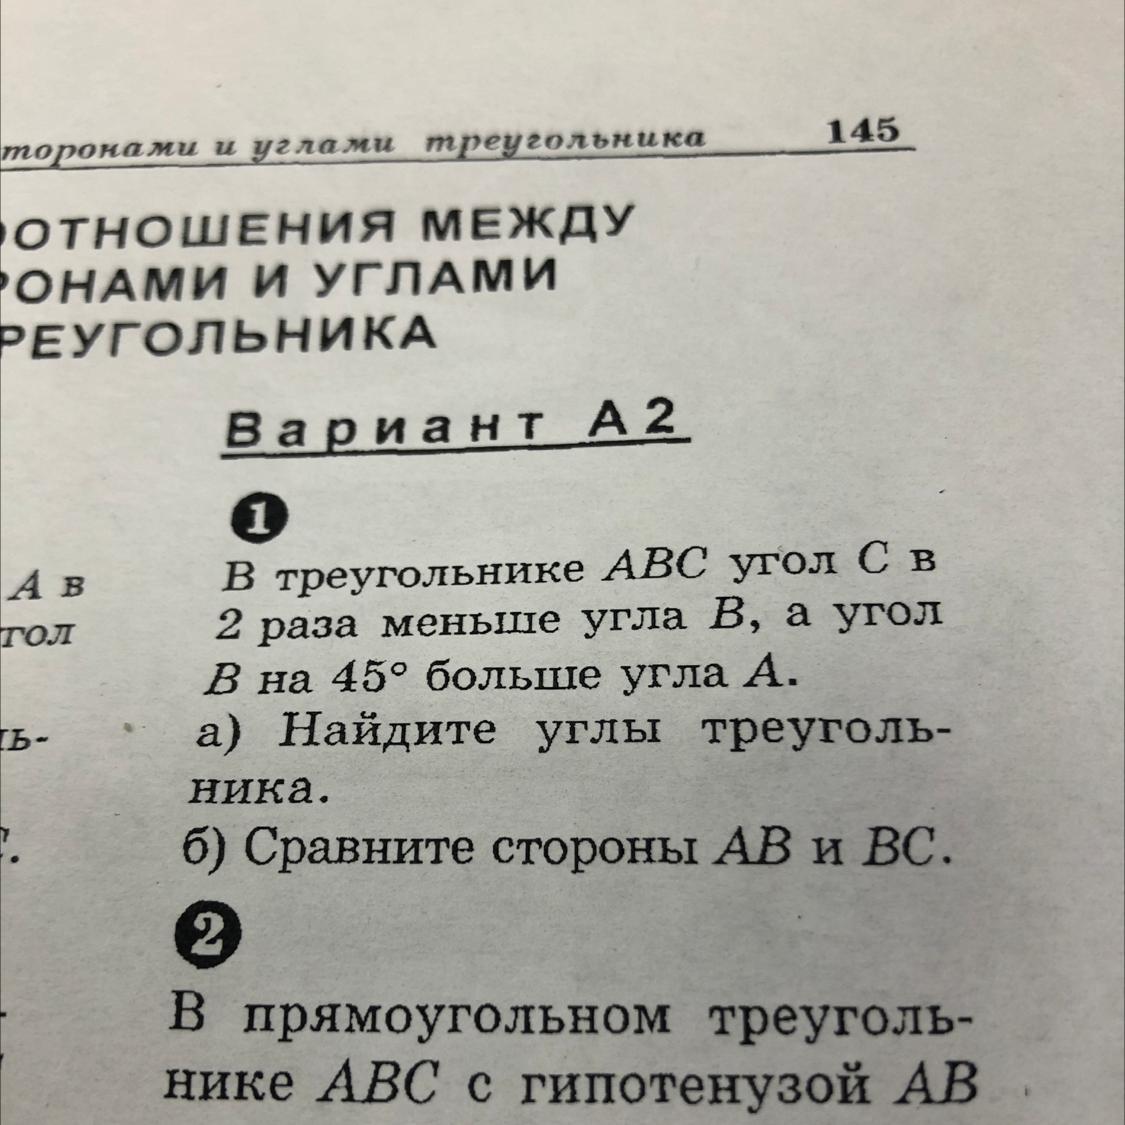 торонами и углами треугольника 145
ОТНОШЕНИЯ МЕЖДУ
РОНАМИ И УГЛАМИ
РЕУГОЛЬНИКА
Вариант А2
1
А в
гол
ь-
В треугольнике ABC угол C в
2 раза меньше угла B, а угол
B на 45° больше угла A.
а) Найдите углы треуголь-
ника.
б) Сравните стороны AB и BC.
2
В прямоугольном треуголь-
нике ABC с гипотенузой AB